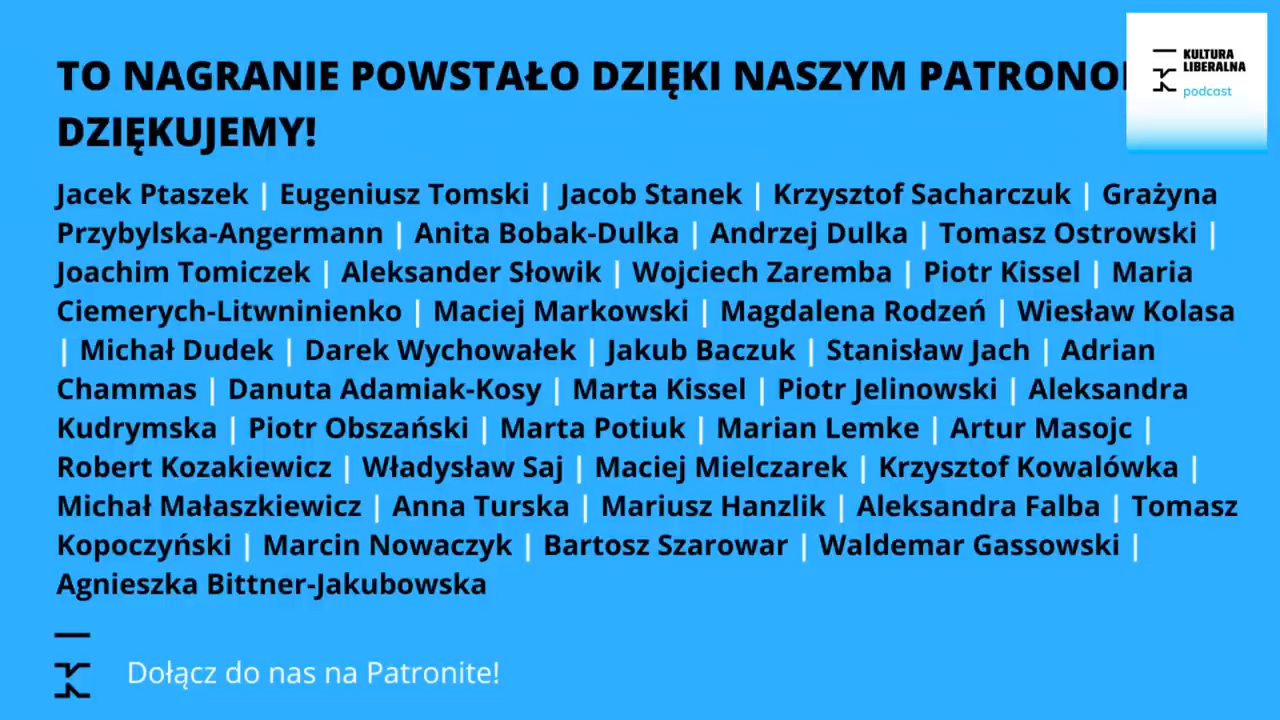 TO NAGRANIE POWSTAŁO DZIĘKI NASZYM
DZIĘKUJEMY!
KULTURA
LIBERALNA
podcast
Jacek Ptaszek | Eugeniusz Tomski | Jacob Stanek | Krzysztof Sacharczuk | Grażyna
Przybylska-Angermann | Anita Bobak-Dulka | Andrzej Dulka | Tomasz Ostrowski |
Joachim Tomiczek | Aleksander Słowik | Wojciech Zaremba | Piotr Kissel | Maria
Ciemerych-Litwninienko | Maciej Markowski | Magdalena Rodzeń | Wiesław Kolasa
| Michał Dudek | Darek Wychowałek | Jakub Baczuk | Stanisław Jach | Adrian
Chammas | Danuta Adamiak-Kosy | Marta Kissel | Piotr Jelinowski | Aleksandra
Kudrymska | Piotr Obszański | Marta Potiuk | Marian Lemke | Artur Masojc |
Robert Kozakiewicz | Władysław Saj | Maciej Mielczarek | Krzysztof Kowalówka |
Michał Małaszkiewicz | Anna Turska | Mariusz Hanzlik | Aleksandra Falba | Tomasz
Kopoczyński | Marcin Nowaczyk | Bartosz Szarowar | Waldemar Gassowski |
Agnieszka Bittner-Jakubowska
Dołącz do nas na Patronite!